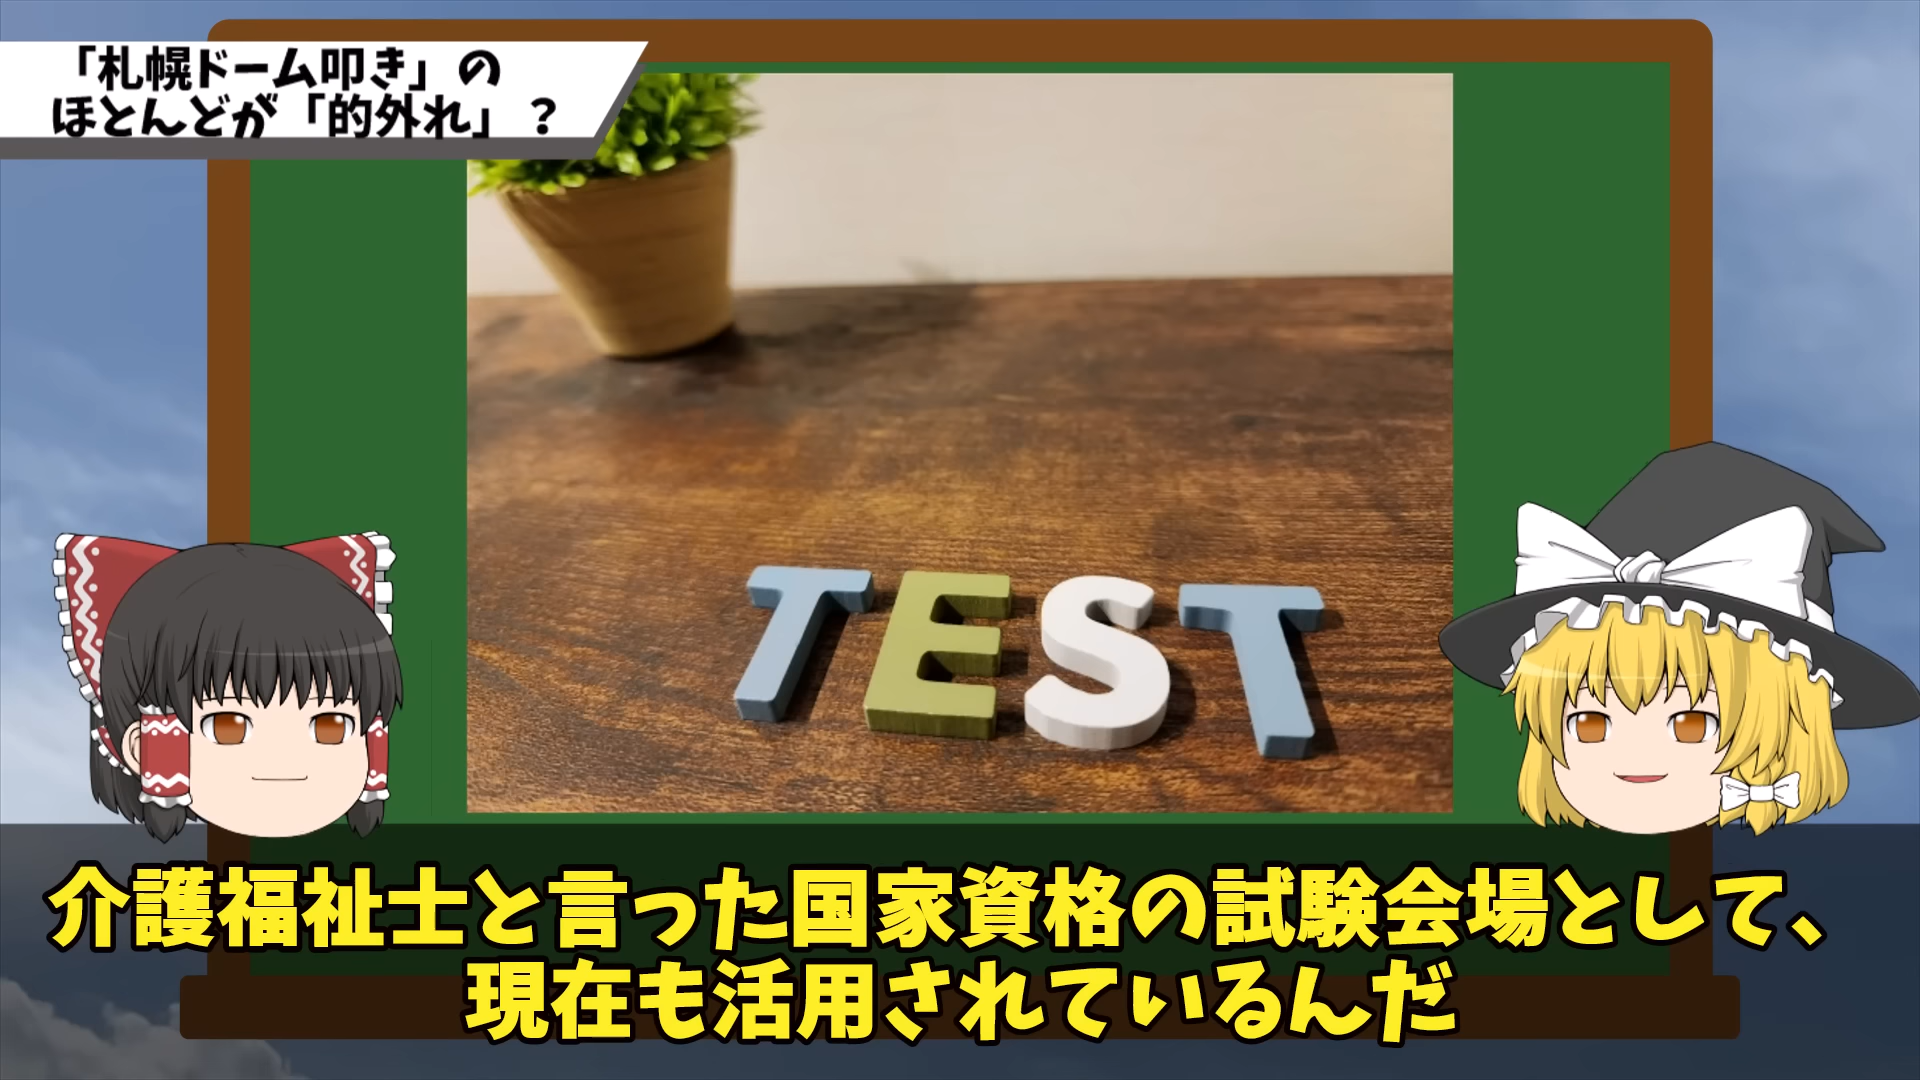 「札幌ドーム叩き」の
ほとんどが「的外れ」？
TEST
介護福祉士と言った国家資格の試験会場として、
現在も活用されているんだ